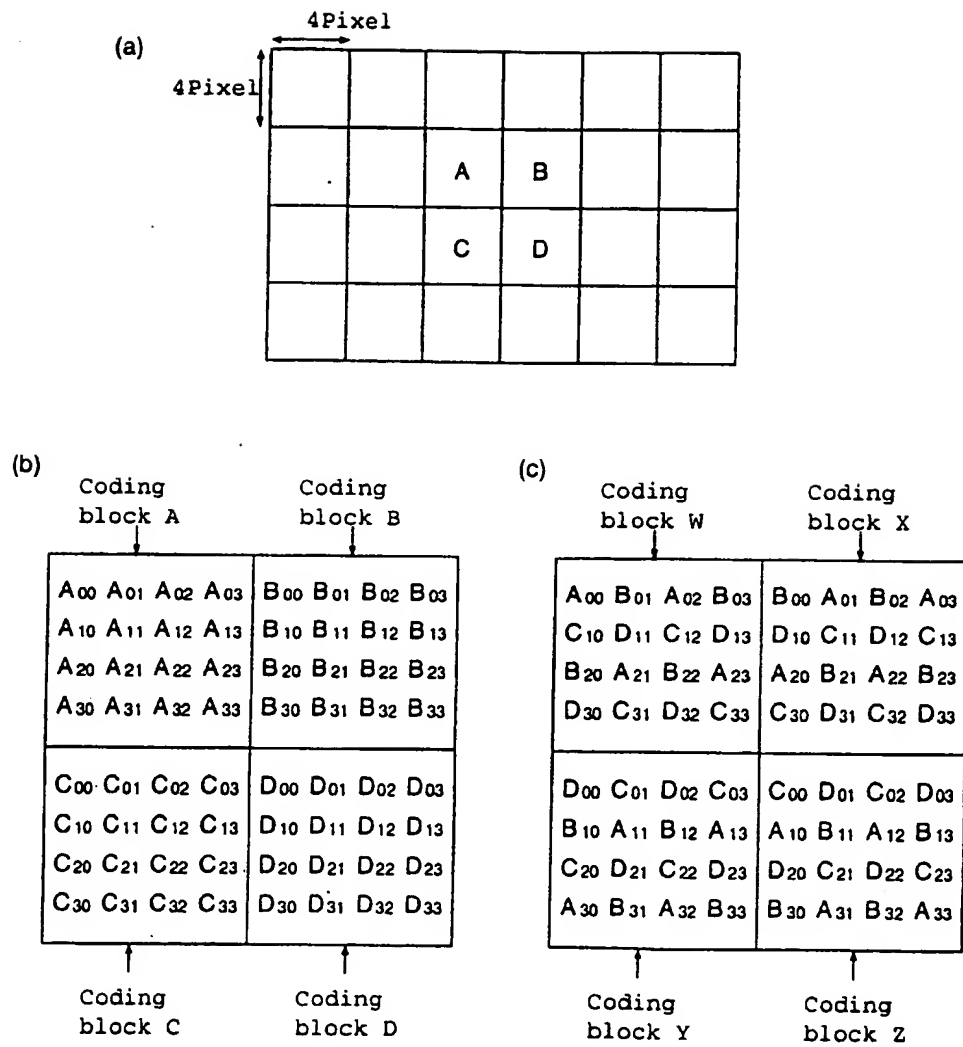 4Pixel
(a)
4Pixel
A B
C D
(b)
Coding block A
Coding block B
A00 A01 A02 A03
A10 A11 A12 A13
A20 A21 A22 A23
A30 A31 A32 A33
B00 B01 B02 B03
B10 B11 B12 B13
B20 B21 B22 B23
B30 B31 B32 B33
C00 C01 C02 C03
C10 C11 C12 C13
C20 C21 C22 C23
C30 C31 C32 C33
D00 D01 D02 D03
D10 D11 D12 D13
D20 D21 D22 D23
D30 D31 D32 D33
Coding block C
Coding block D
(c)
Coding block W
Coding block X
A00 B01 A02 B03
C10 D11 C12 D13
B20 A21 B22 A23
D30 C31 D32 C33
B00 A01 B02 A03
D10 C11 D12 C13
A20 B21 A22 B23
C30 D31 C32 D33
D00 C01 D02 C03
B10 A11 B12 A13
C20 D21 C22 D23
A30 B31 A32 B33
C00 D01 C02 D03
A10 B11 A12 B13
D20 C21 D22 C23
B30 A31 B32 A33
Coding block Y
Coding block Z